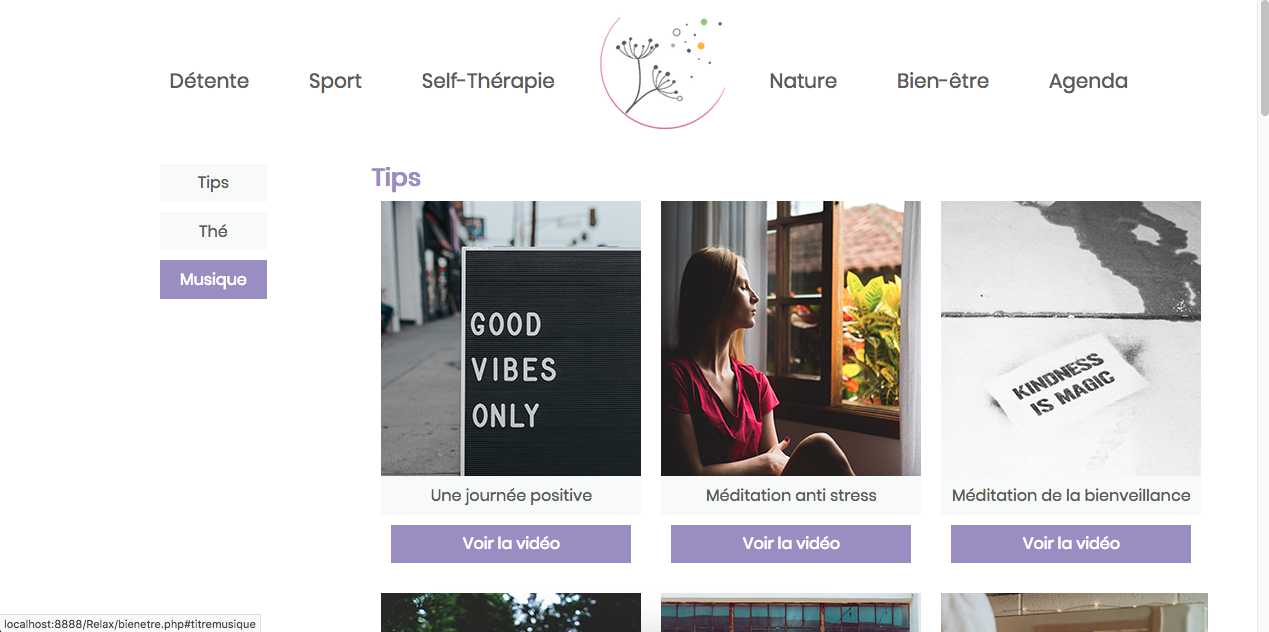 Détente
Sport
Self-Thérapie
Nature
Bien-être
Agenda
Tips
Thé
Musique
Tips
GOOD
VIBES
ONLY
KINDNESS
IS MAGIC
Une journée positive
Méditation anti stress
Méditation de la bienveillance
Voir la vidéo
Voir la vidéo
Voir la vidéo
localhost:8888/Relax/bienetre.php#titremusique